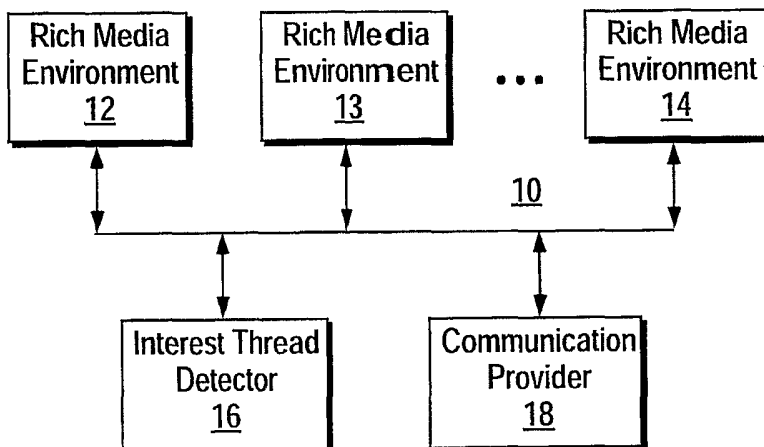 Rich Media
Environment
12
Rich Media
Environment
13
...
Rich Media
Environment
14
10
Interest Thread
Detector
16
Communication
Provider
18